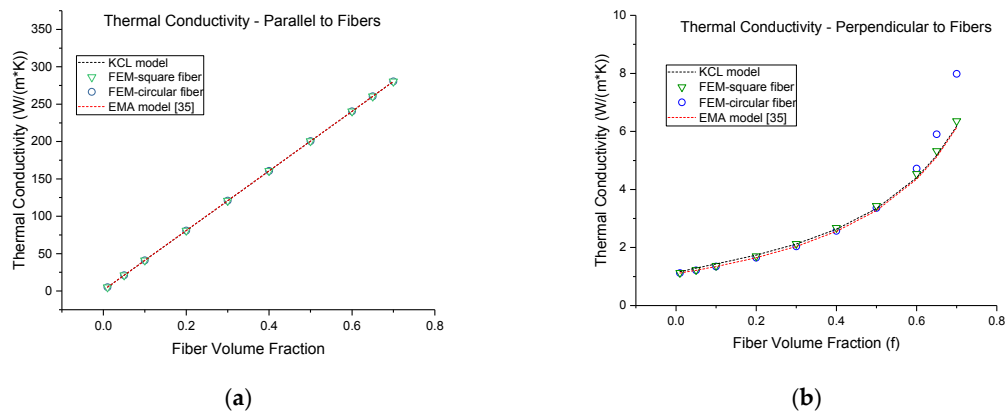 Thermal Conductivity - Parallel to Fibers
KCL model
FEM-square fiber
FEM-circular fiber
EMA model [35]
Thermal Conductivity (W/(m*K))
350
300
250
200
150
100
50
0
0.0 0.2 0.4 0.6 0.8
Fiber Volume Fraction
(a)
Thermal Conductivity - Perpendicular to Fibers
KCL model
FEM-square fiber
FEM-circular fiber
EMA model [35]
Thermal Conductivity (W/(m*K))
10
8
6
4
2
0
0.0 0.2 0.4 0.6 0.8
Fiber Volume Fraction (f)
(b)